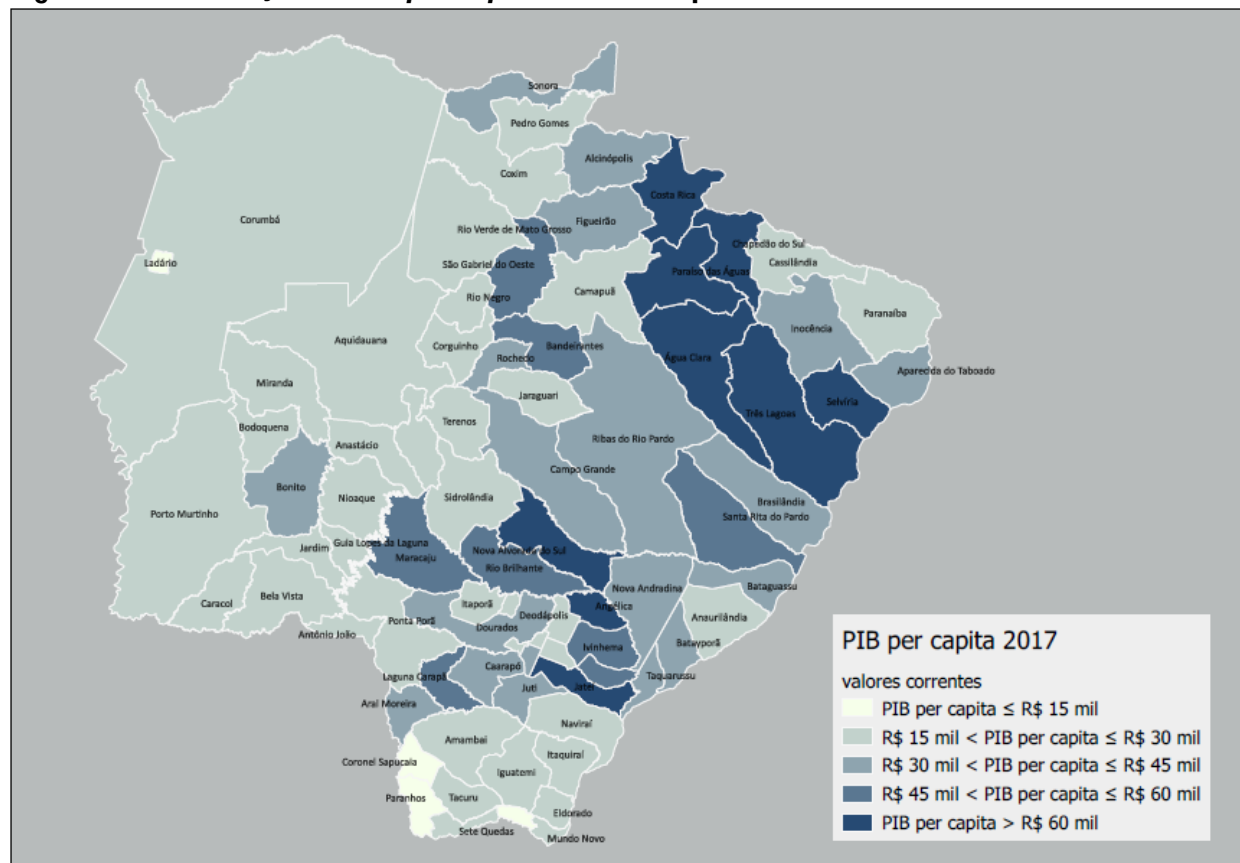 Sonora
Pedro Gomes
Alcinópolis
Coxim
Costa Rica
Corumbá
Figueirão
Rio Verde de Mato Grosso
Chapadão do Sul
Cassilândia
Ladário
São Gabriel do Oeste
Paraíso das Águas
Camapuã
Rio Negro
Paranaíba
Inocência
Aquidauana
Corguinho
Bandeirantes
Rochedo
Água Clara
Aparecida do Taboado
Miranda
Jaraguari
Selvíria
Três Lagoas
Terenos
Bodoquena
Ribas do Rio Pardo
Anastácio
Campo Grande
Bonito
Nioaque
Sidrolândia
Brasilândia
Porto Murtinho
Santa Rita do Pardo
Guia Lopes da Laguna
Jardim
Nova Alvorada do Sul
Maracaju
Rio Brilhante
Nova Andradina
Bataguassu
Bela Vista
Caracol
Itaporã
Angélica
Deodápolis
Anaurilândia
Ponta Porã
Dourados
Antônio João
Ivinhema
Batayporã
Caarapó
Taquarussu
Laguna Carapã
Juti
Jateí
Aral Moreira
Naviraí
Amambai
Itaquiraí
Coronel Sapucaia
Iguatemi
Paranhos
Tacuru
Eldorado
Sete Quedas
Mundo Novo
PIB per capita 2017
valores correntes
PIB per capita ≤ R$ 15 mil
R$ 15 mil < PIB per capita ≤ R$ 30 mil
R$ 30 mil < PIB per capita ≤ R$ 45 mil
R$ 45 mil < PIB per capita ≤ R$ 60 mil
PIB per capita > R$ 60 mil